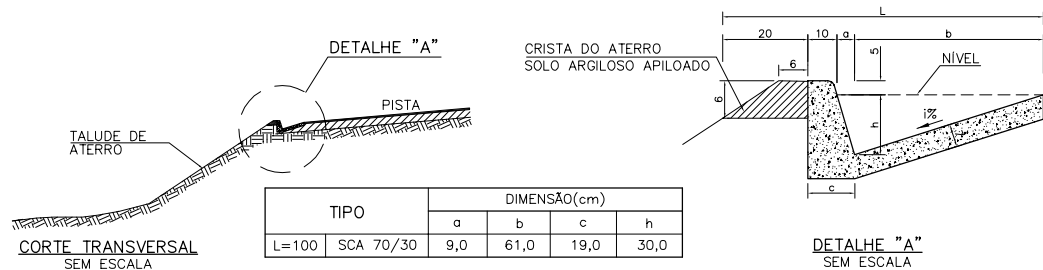 DETALHE "A"
PISTA
TALUDE DE
ATERRO
CORTE TRANSVERSAL
SEM ESCALA
TIPO
DIMENSÃO(cm)
a b c h
L=100 SCA 70/30 9,0 61,0 19,0 30,0
L
20 10 a b
CRISTA DO ATERRO
SOLO ARGILOSO APILOADO
6
5
NÍVEL
6
h
i%
c
DETALHE "A"
SEM ESCALA